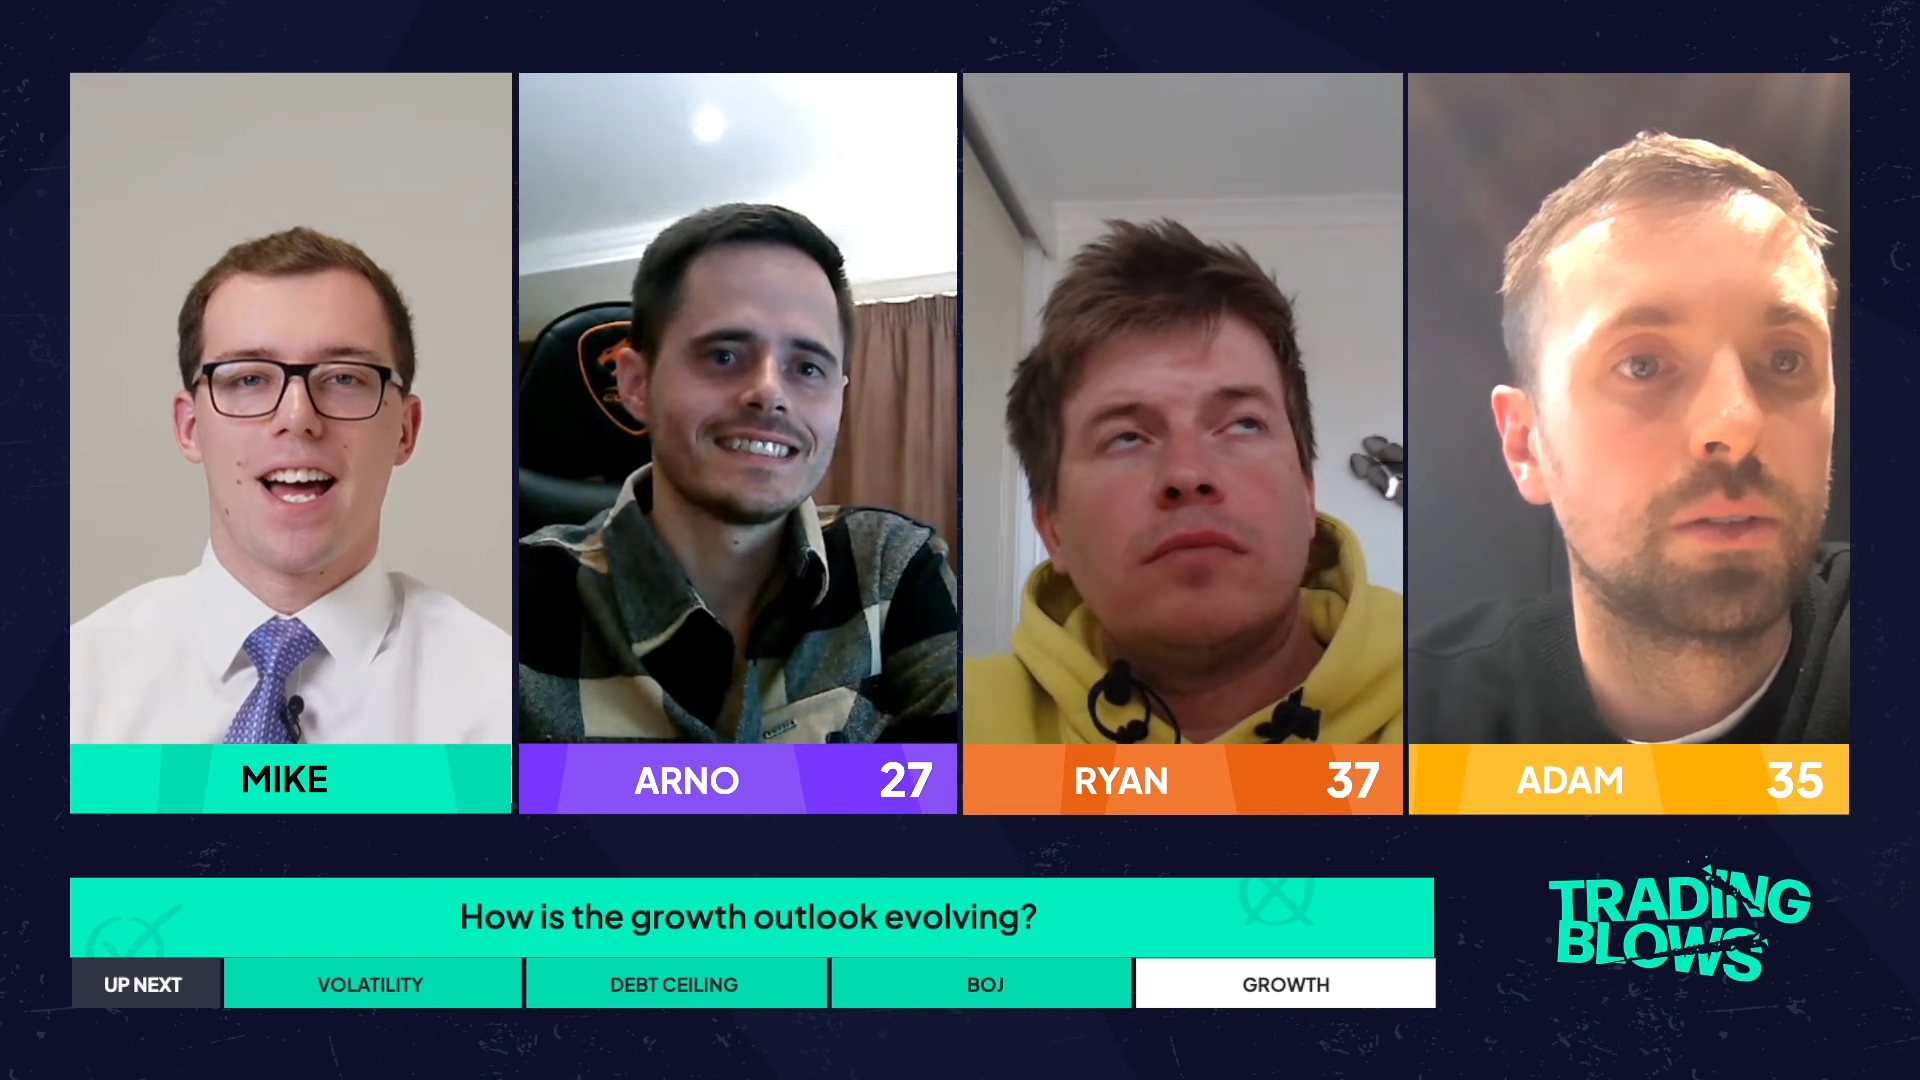 MIKE
ARNO 27
RYAN 37
ADAM 35
How is the growth outlook evolving?
UP NEXT
VOLATILITY
DEBT CEILING
BOJ
GROWTH
TRADING
BLOWS